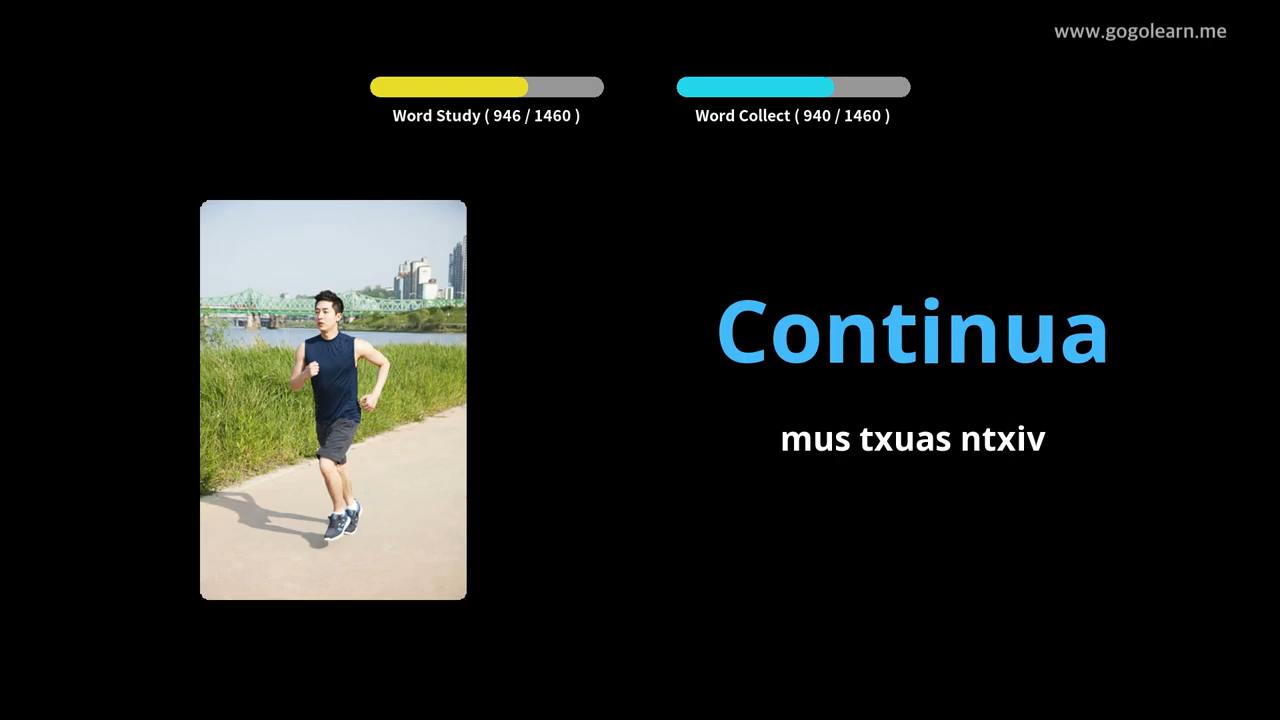 www.gogolearn.me
Word Study ( 946 / 1460 )
Word Collect ( 940 / 1460 )
Continua
mus txuas ntxiv